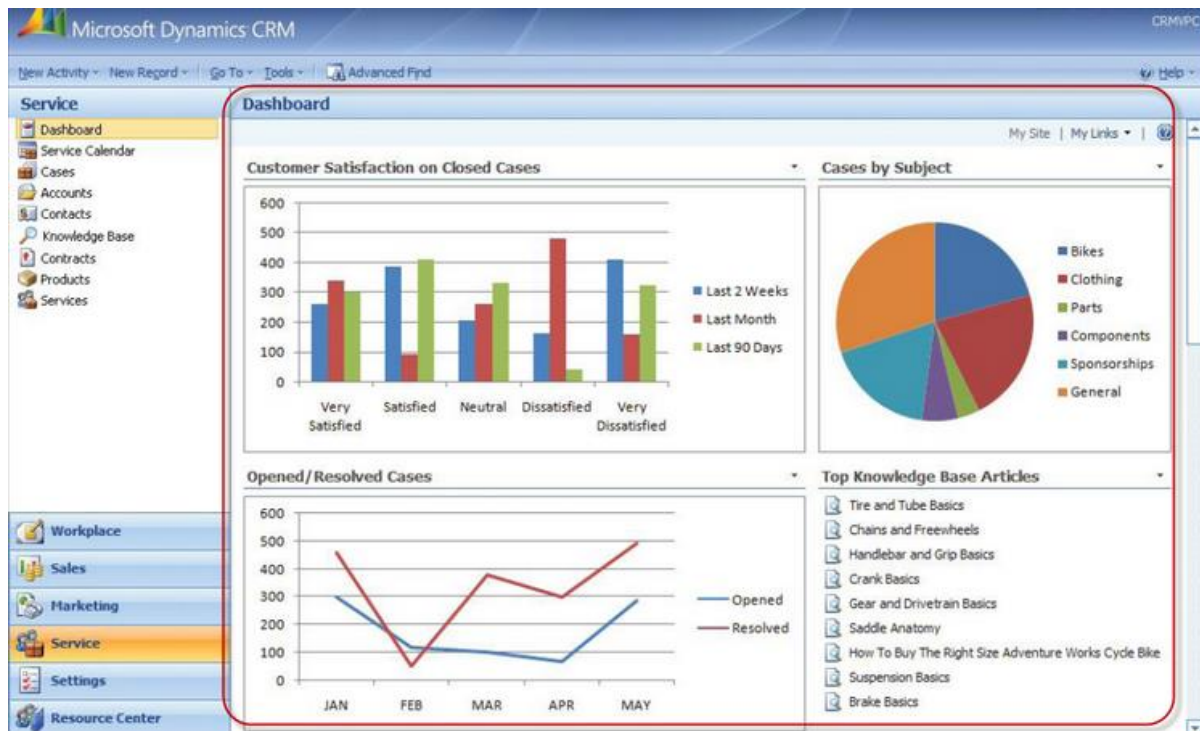 Microsoft Dynamics CRM
CRMVPC
New Activity
New Record
Go To
Tools
Advanced Find
Help
Service
Dashboard
Service Calendar
Cases
Accounts
Contacts
Knowledge Base
Contracts
Products
Services
Workplace
Sales
Marketing
Service
Settings
Resource Center
Dashboard
My Site | My Links |
Customer Satisfaction on Closed Cases
600
500
400
300
200
100
0
Very Satisfied
Satisfied
Neutral
Dissatisfied
Very Dissatisfied
Last 2 Weeks
Last Month
Last 90 Days
Cases by Subject
Bikes
Clothing
Parts
Components
Sponsorships
General
Opened/Resolved Cases
600
500
400
300
200
100
0
JAN
FEB
MAR
APR
MAY
Opened
Resolved
Top Knowledge Base Articles
Tire and Tube Basics
Chains and Freewheels
Handlebar and Grip Basics
Crank Basics
Gear and Drivetrain Basics
Saddle Anatomy
How To Buy The Right Size Adventure Works Cycle Bike
Suspension Basics
Brake Basics